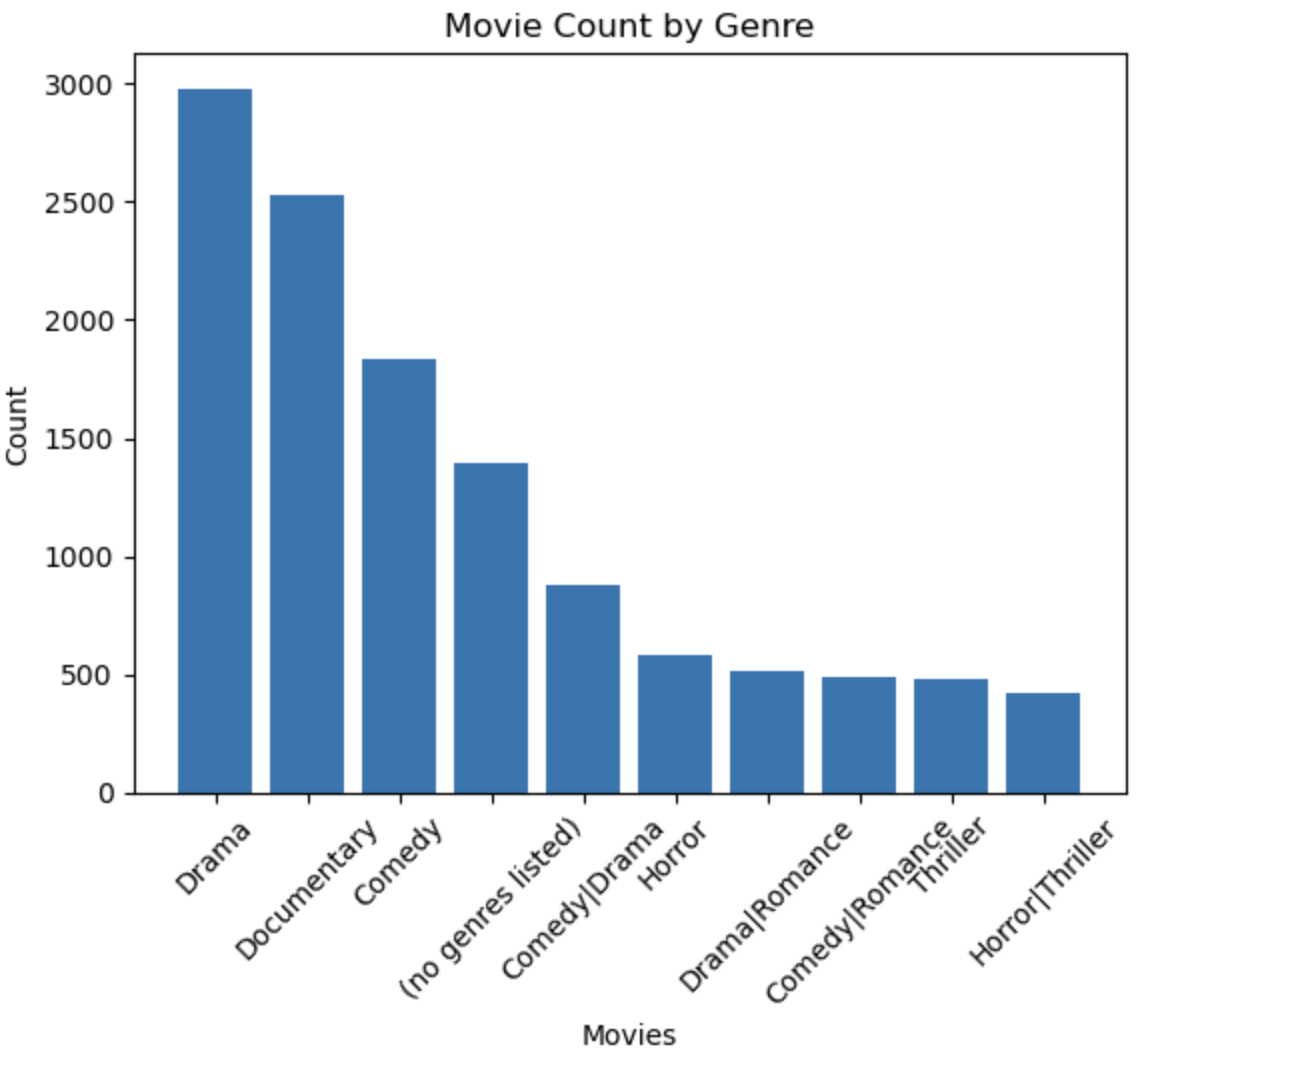 Movie Count by Genre
3000
2500
2000
1500
1000
500
0
Count
Drama
Documentary
Comedy
(no genres listed)
Comedy|Drama
Horror
Drama|Romance
Comedy|Romance
Thriller
Horror|Thriller
Movies